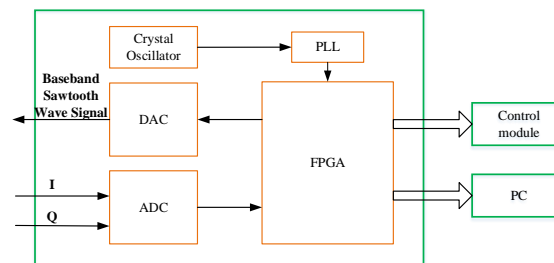 Crystal
Oscillator
PLL
Baseband
Sawtooth
Wave Signal
DAC
FPGA
Control
module
I
Q
ADC
PC